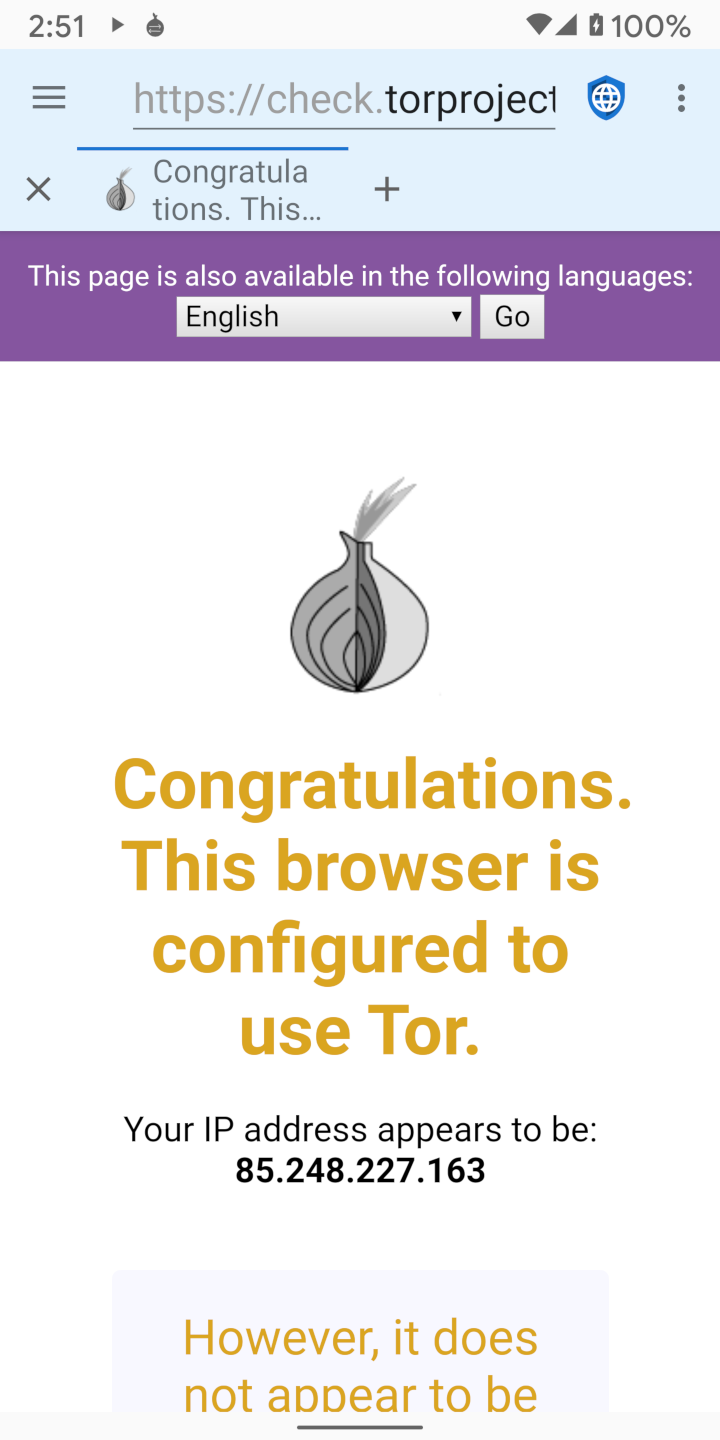 2:51
100%
https://check.torproject
Congratula
tions. This...
This page is also available in the following languages:
English
Go
Congratulations.
This browser is
configured to
use Tor.
Your IP address appears to be:
85.248.227.163
However, it does
not appear to be